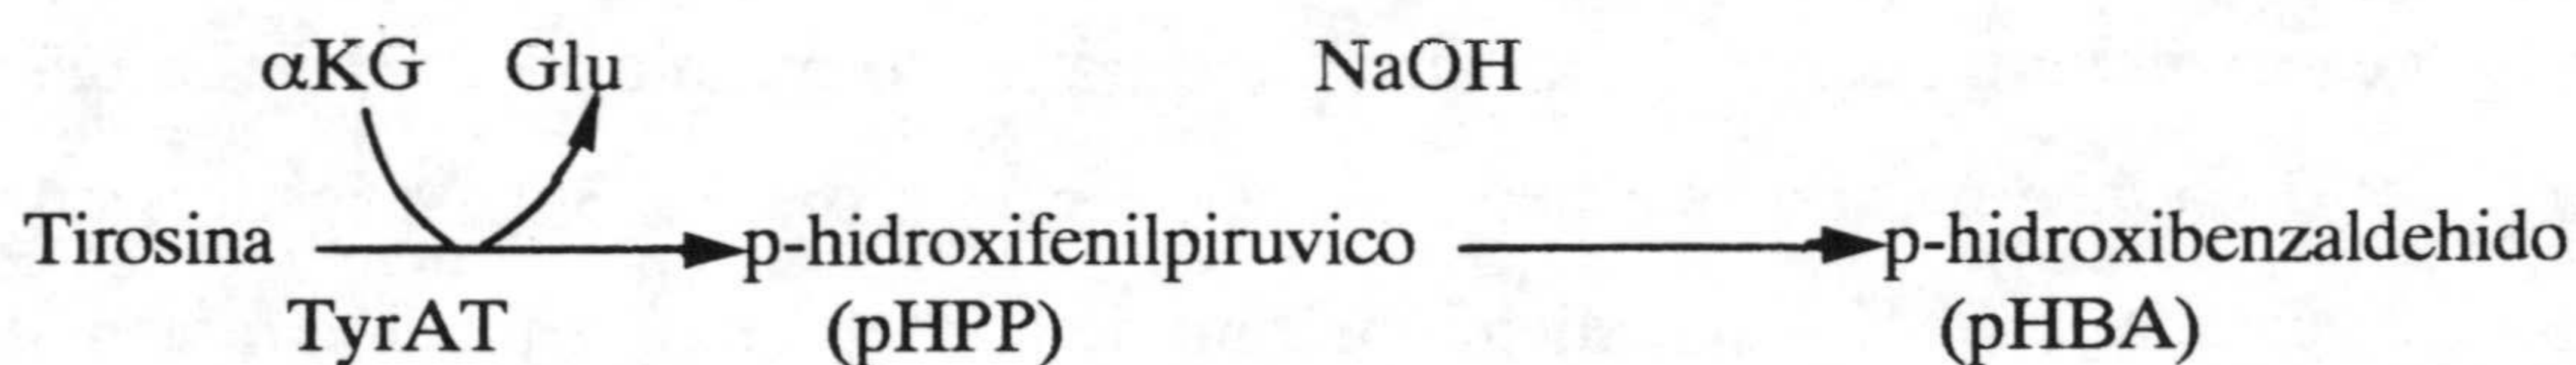 αKG Glu NaOH
Tirosina p-hidroxifenilpiruvico p-hidroxibenzaldehido
TyrAT (pHPP) (pHBA)